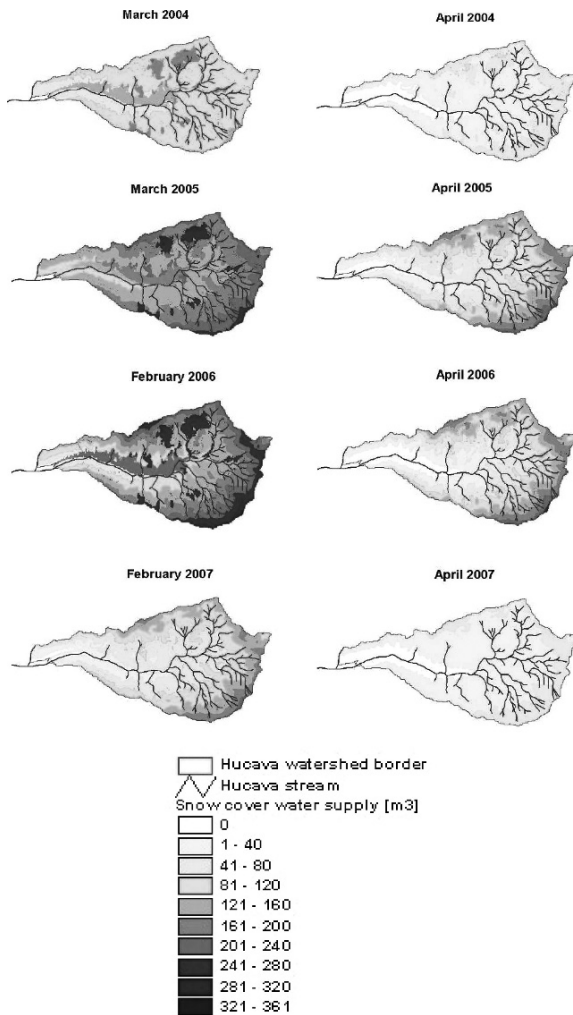 March 2004
April 2004
March 2005
April 2005
February 2006
April 2006
February 2007
April 2007
Hucava watershed border
Hucava stream
Snow cover water supply [m3]
0
1 - 40
41 - 80
81 - 120
121 - 160
161 - 200
201 - 240
241 - 280
281 - 320
321 - 361